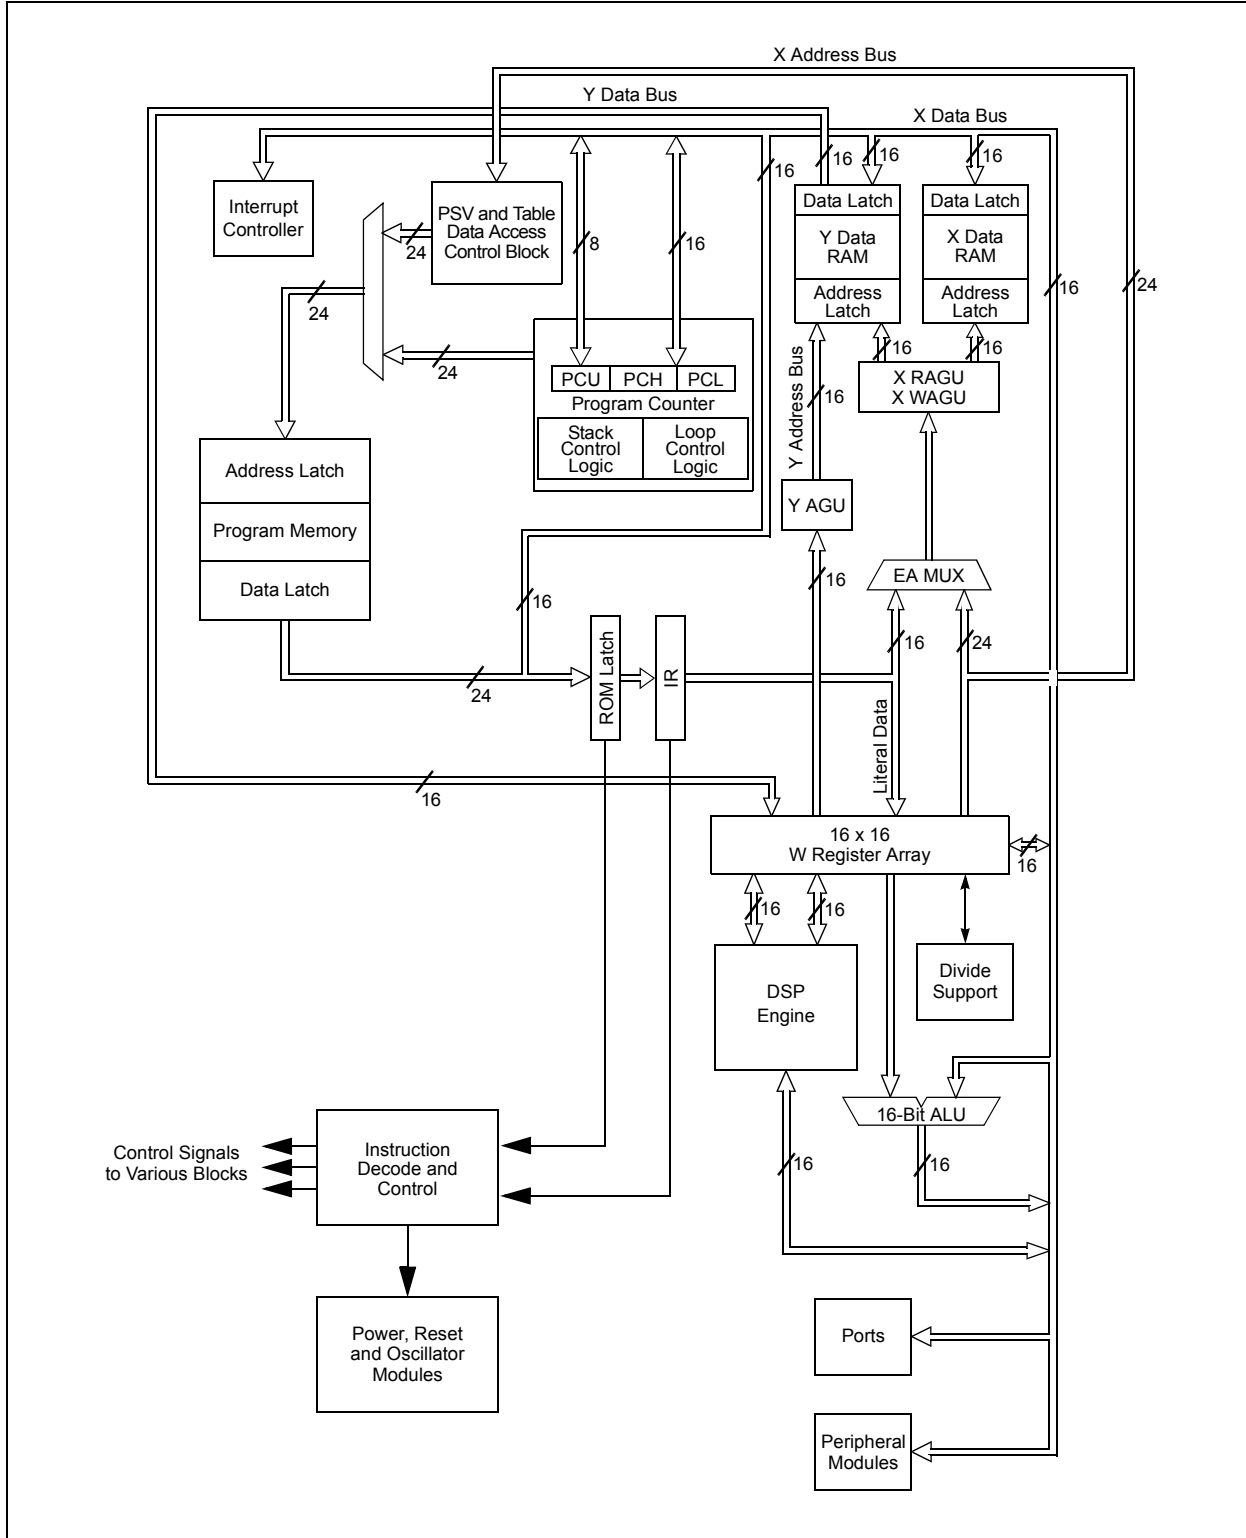 X Address Bus
Y Data Bus
X Data Bus
16
16
16
16
Interrupt
Controller
PSV and Table
Data Access
Control Block
24
8
16
Data Latch
Y Data
RAM
Address
Latch
Data Latch
X Data
RAM
Address
Latch
16
24
24
24
16
16
PCU
PCH
PCL
Program Counter
Stack
Control
Logic
Loop
Control
Logic
X RAGU
X WAGU
Y Address Bus
16
Address Latch
Program Memory
Data Latch
Y AGU
16
EA MUX
16
ROM Latch
IR
16
24
24
Literal Data
16
16 x 16
W Register Array
16
16
16
DSP
Engine
Divide
Support
16-Bit ALU
16
16
Control Signals
to Various Blocks
Instruction
Decode and
Control
Power, Reset
and Oscillator
Modules
Ports
Peripheral
Modules